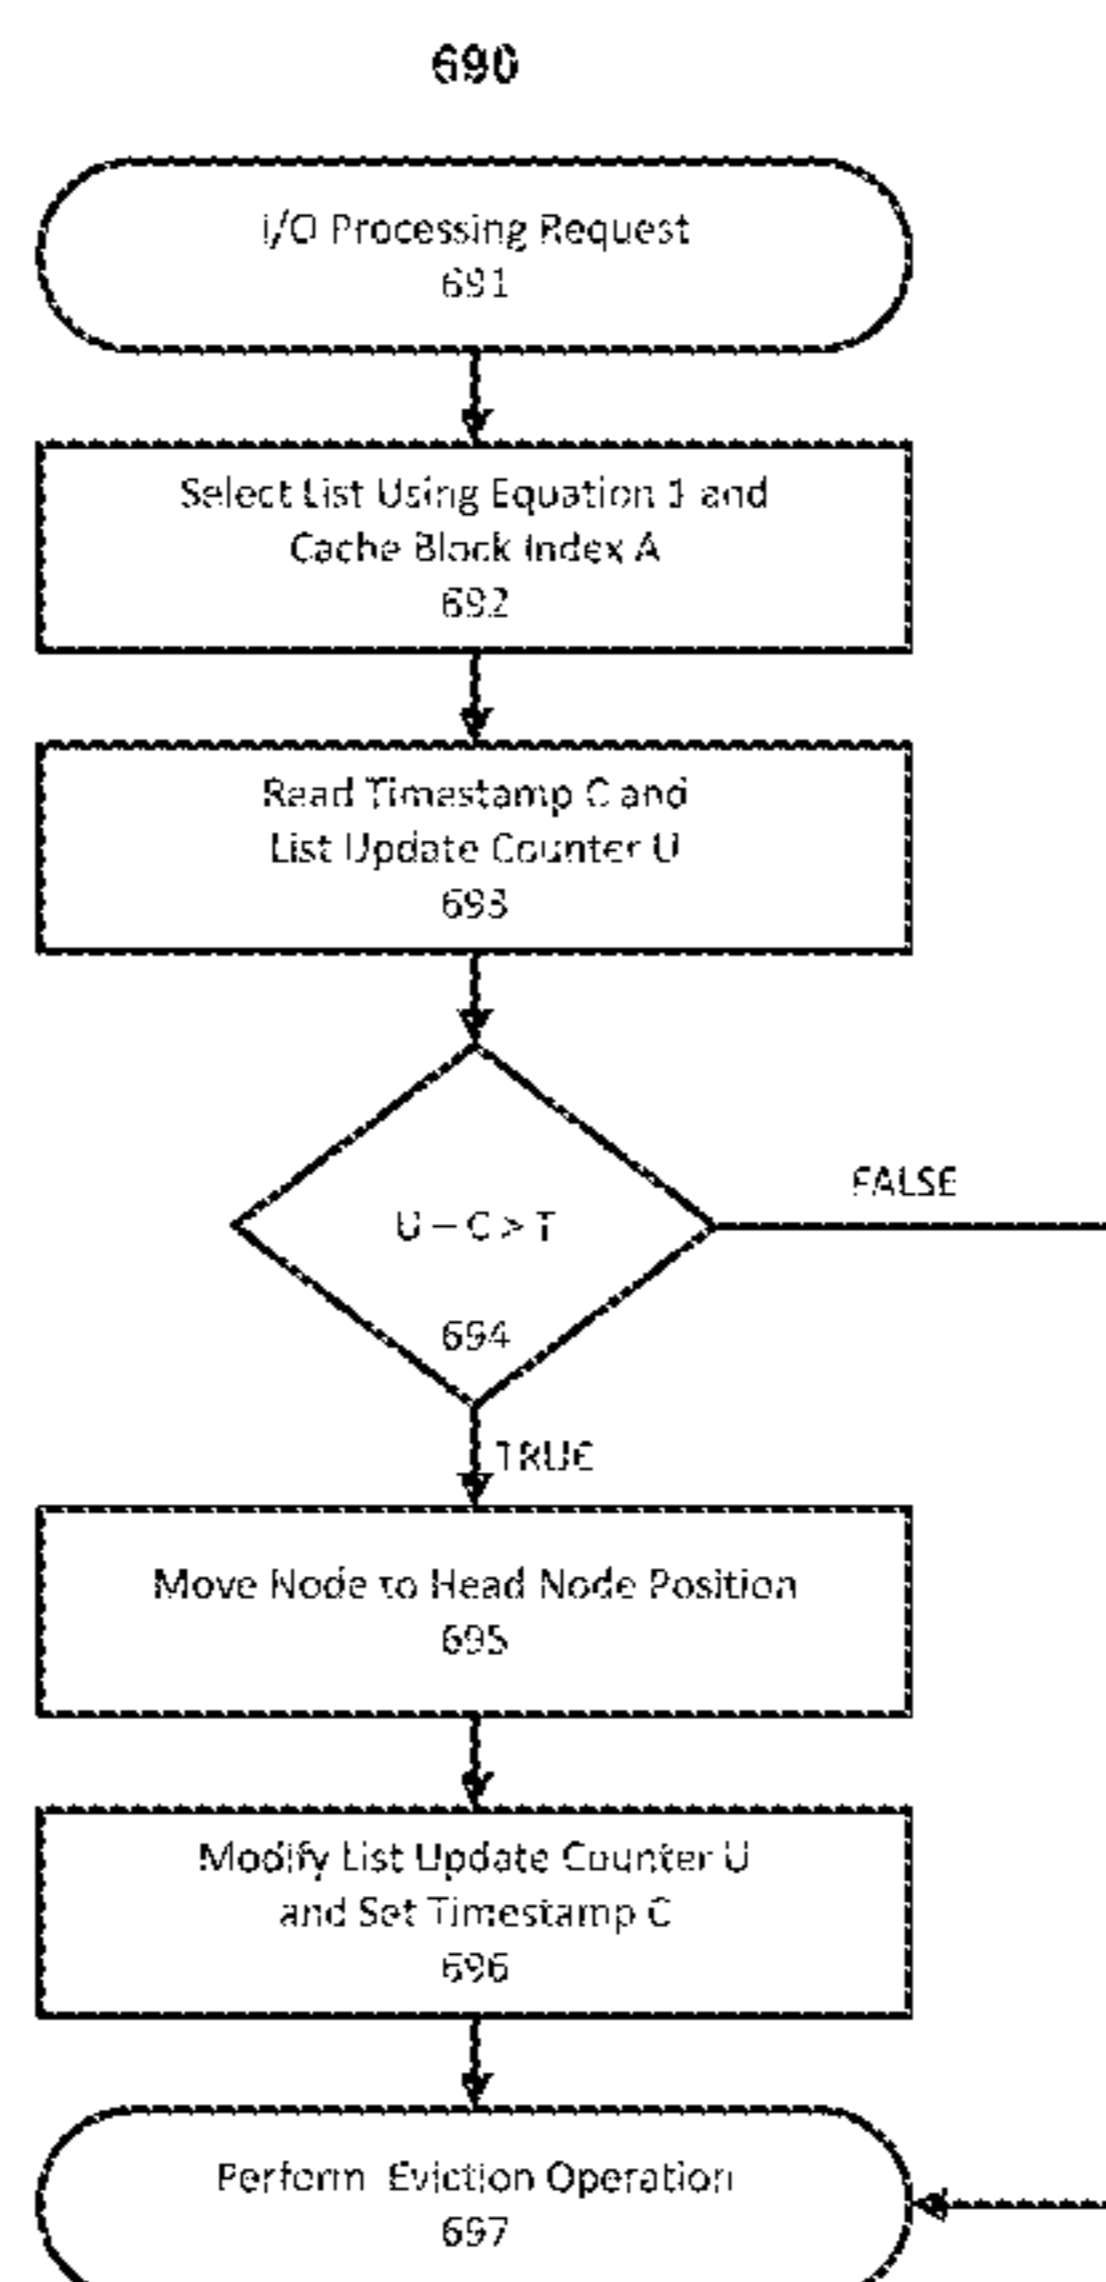 690
I/O Processing Request
691
Select List Using Equation 1 and
Cache Block Index A
692
Read Timestamp C and
List Update Counter U
693
U – C > T
FALSE
694
TRUE
Move Node to Head Node Position
695
Modify List Update Counter U
and Set Timestamp C
696
Perform Eviction Operation
697